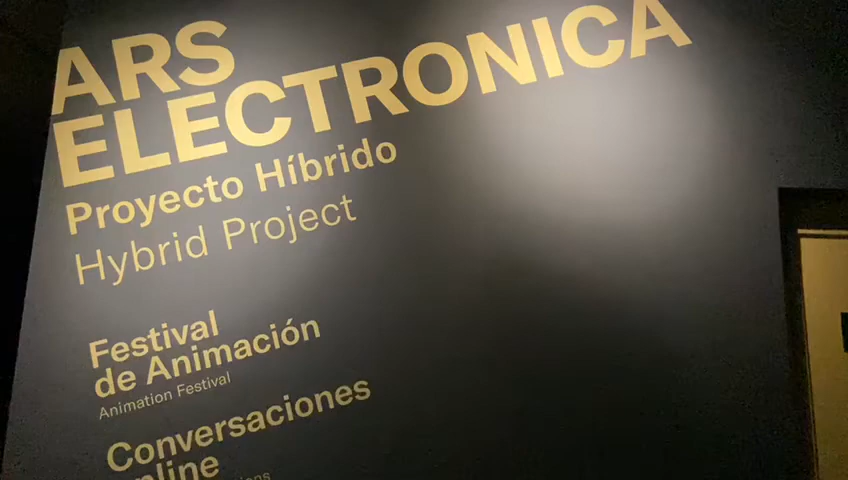 ARS
ELECTRONICA
Proyecto Híbrido
Hybrid Project
Festival
de Animación
Animation Festival
Conversaciones